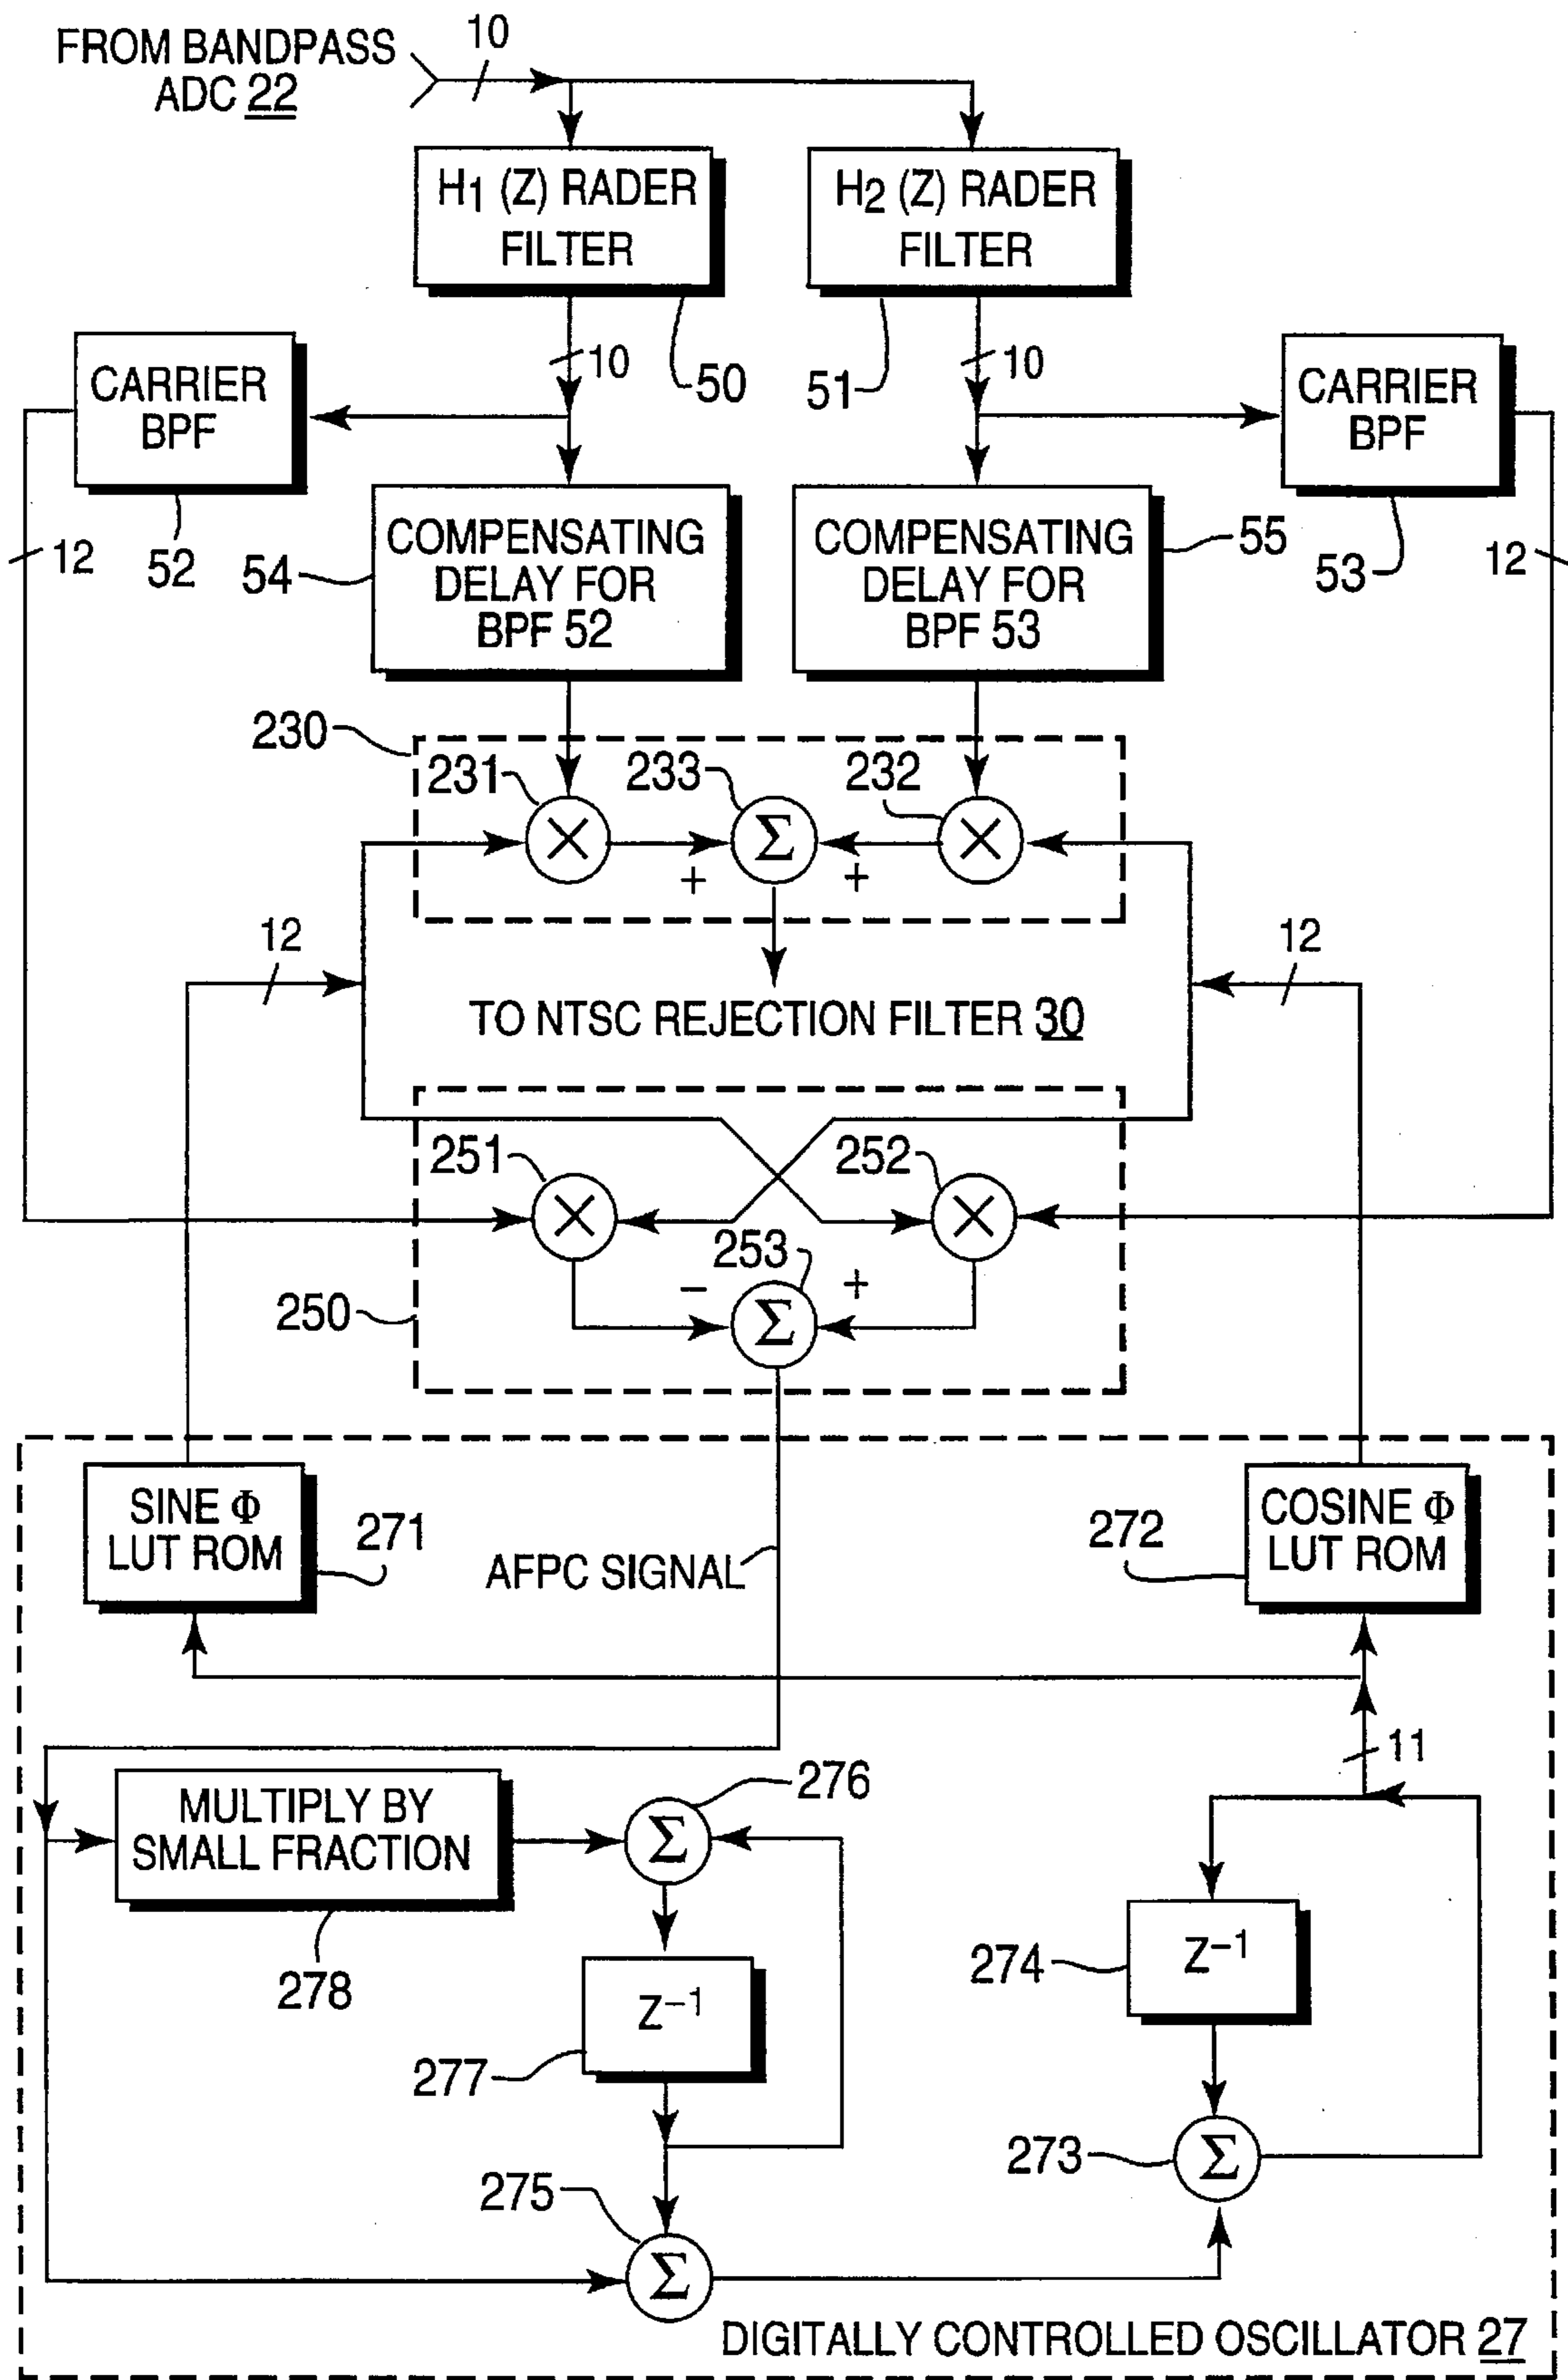 10
FROM BANDPASS
ADC 22
H1 (Z) RADER
FILTER
H2 (Z) RADER
FILTER
10
50
51
10
CARRIER
BPF
CARRIER
BPF
12
52
54
COMPENSATING
DELAY FOR
BPF 52
COMPENSATING
DELAY FOR
BPF 53
55
53
12
230
231
233
232
×
Σ
×
+
+
12
12
TO NTSC REJECTION FILTER 30
251
252
×
×
253
250
−
+
Σ
SINE Φ
LUT ROM
271
AFPC SIGNAL
272
COSINE Φ
LUT ROM
11
MULTIPLY BY
SMALL FRACTION
278
276
Σ
Z⁻¹
277
274
Z⁻¹
273
Σ
275
Σ
DIGITALLY CONTROLLED OSCILLATOR 27